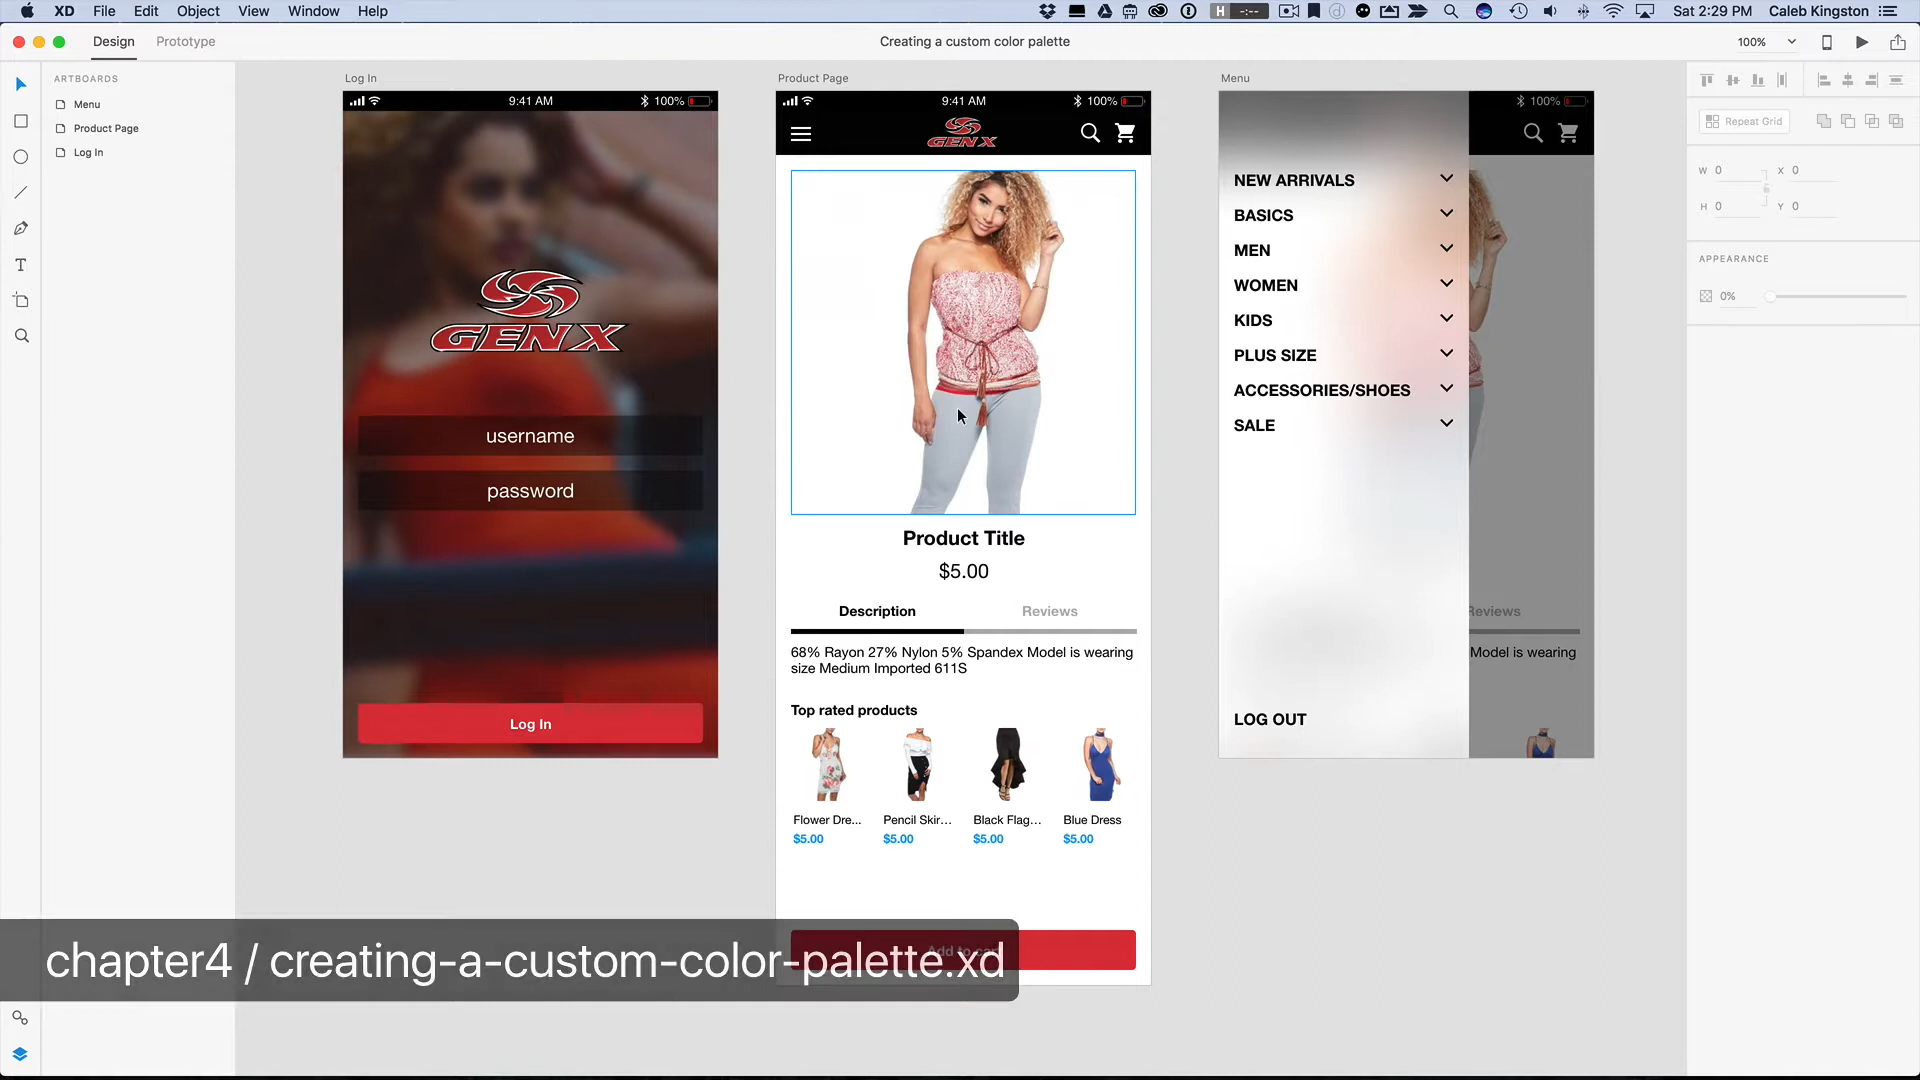 XD File Edit View Window Help
Object
H -:--
Sat 2:29 PM Caleb Kingston
Design Prototype
Creating a custom color palette
100%
ARTBOARDS
Menu
Product Page
Log In
Log In
9:41 AM
100%
GENX
username
password
Log In
Product Page
9:41 AM
100%
GENX
Product Title
$5.00
Description Reviews
68% Rayon 27% Nylon 5% Spandex Model is wearing
size Medium Imported 611S
Top rated products
Flower Dre... Pencil Skir... Black Flag... Blue Dress
$5.00 $5.00 $5.00 $5.00
Add to cart
Menu
100%
NEW ARRIVALS
BASICS
MEN
WOMEN
KIDS
PLUS SIZE
ACCESSORIES/SHOES
SALE
Reviews
Model is wearing
LOG OUT
Repeat Grid
W 0 X 0
H 0 Y 0
APPEARANCE
0%
chapter4 / creating-a-custom-color-palette.xd